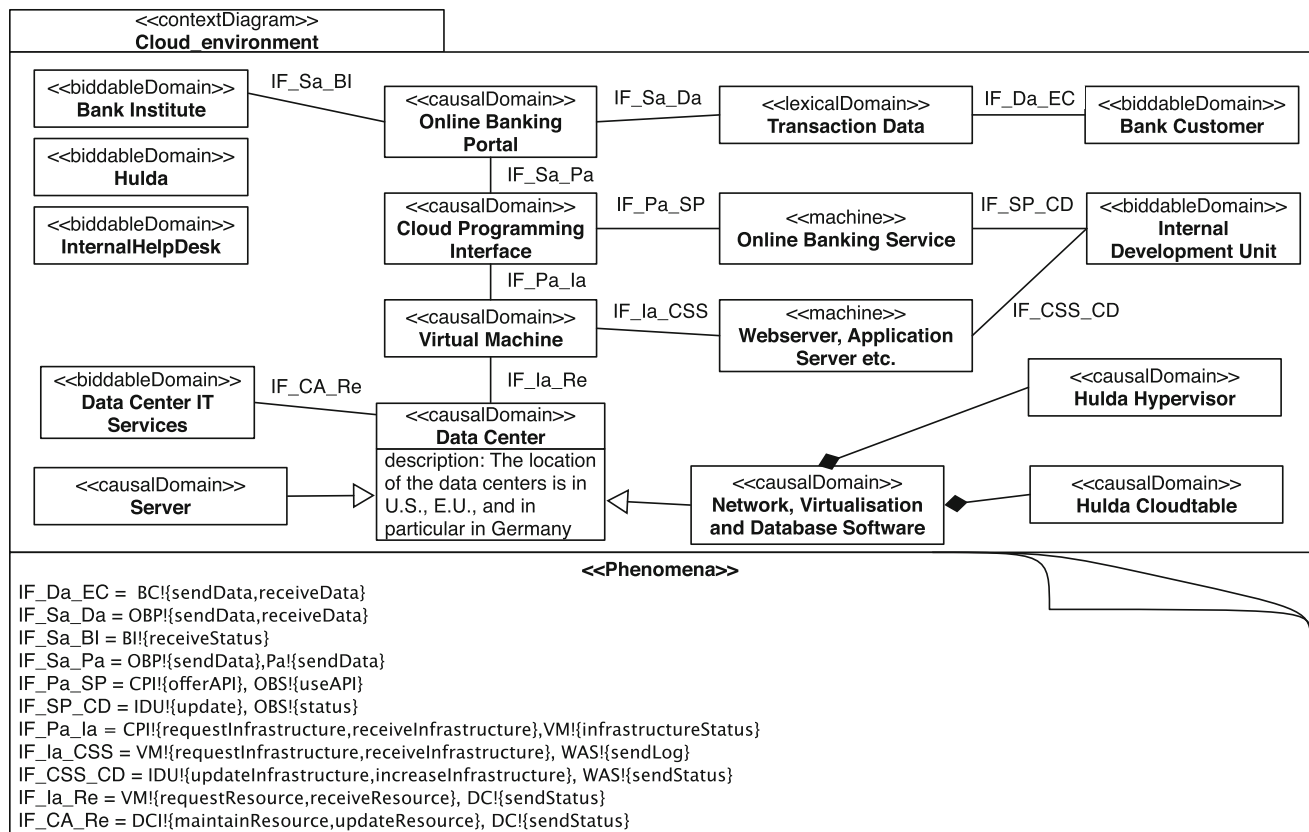 <<contextDiagram>>
Cloud_environment
<<biddableDomain>>
Bank Institute
IF_Sa_BI
<<causalDomain>>
Online Banking
Portal
IF_Sa_Da
<<lexicalDomain>>
Transaction Data
IF_Da_EC
<<biddableDomain>>
Bank Customer
<<biddableDomain>>
Hulda
IF_Sa_Pa
<<biddableDomain>>
InternalHelpDesk
<<causalDomain>>
Cloud Programming
Interface
IF_Pa_SP
<<machine>>
Online Banking Service
IF_SP_CD
<<biddableDomain>>
Internal
Development Unit
IF_Pa_Ia
<<causalDomain>>
Virtual Machine
IF_Ia_CSS
<<machine>>
Webserver, Application
Server etc.
IF_CSS_CD
IF_Ia_Re
<<biddableDomain>>
Data Center IT
Services
IF_CA_Re
<<causalDomain>>
Data Center
description: The location
of the data centers is in
U.S., E.U., and in
particular in Germany
<<causalDomain>>
Hulda Hypervisor
<<causalDomain>>
Server
<<causalDomain>>
Network, Virtualisation
and Database Software
<<causalDomain>>
Hulda Cloudtable
<<Phenomena>>
IF_Da_EC = BC!{sendData,receiveData}
IF_Sa_Da = OBP!{sendData,receiveData}
IF_Sa_BI = BI!{receiveStatus}
IF_Sa_Pa = OBP!{sendData},Pa!{sendData}
IF_Pa_SP = CPI!{offerAPI}, OBS!{useAPI}
IF_SP_CD = IDU!{update}, OBS!{status}
IF_Pa_Ia = CPI!{requestInfrastructure,receiveInfrastructure},VM!{infrastructureStatus}
IF_Ia_CSS = VM!{requestInfrastructure,receiveInfrastructure}, WAS!{sendLog}
IF_CSS_CD = IDU!{updateInfrastructure,increaseInfrastructure}, WAS!{sendStatus}
IF_Ia_Re = VM!{requestResource,receiveResource}, DC!{sendStatus}
IF_CA_Re = DCI!{maintainResource,updateResource}, DC!{sendStatus}